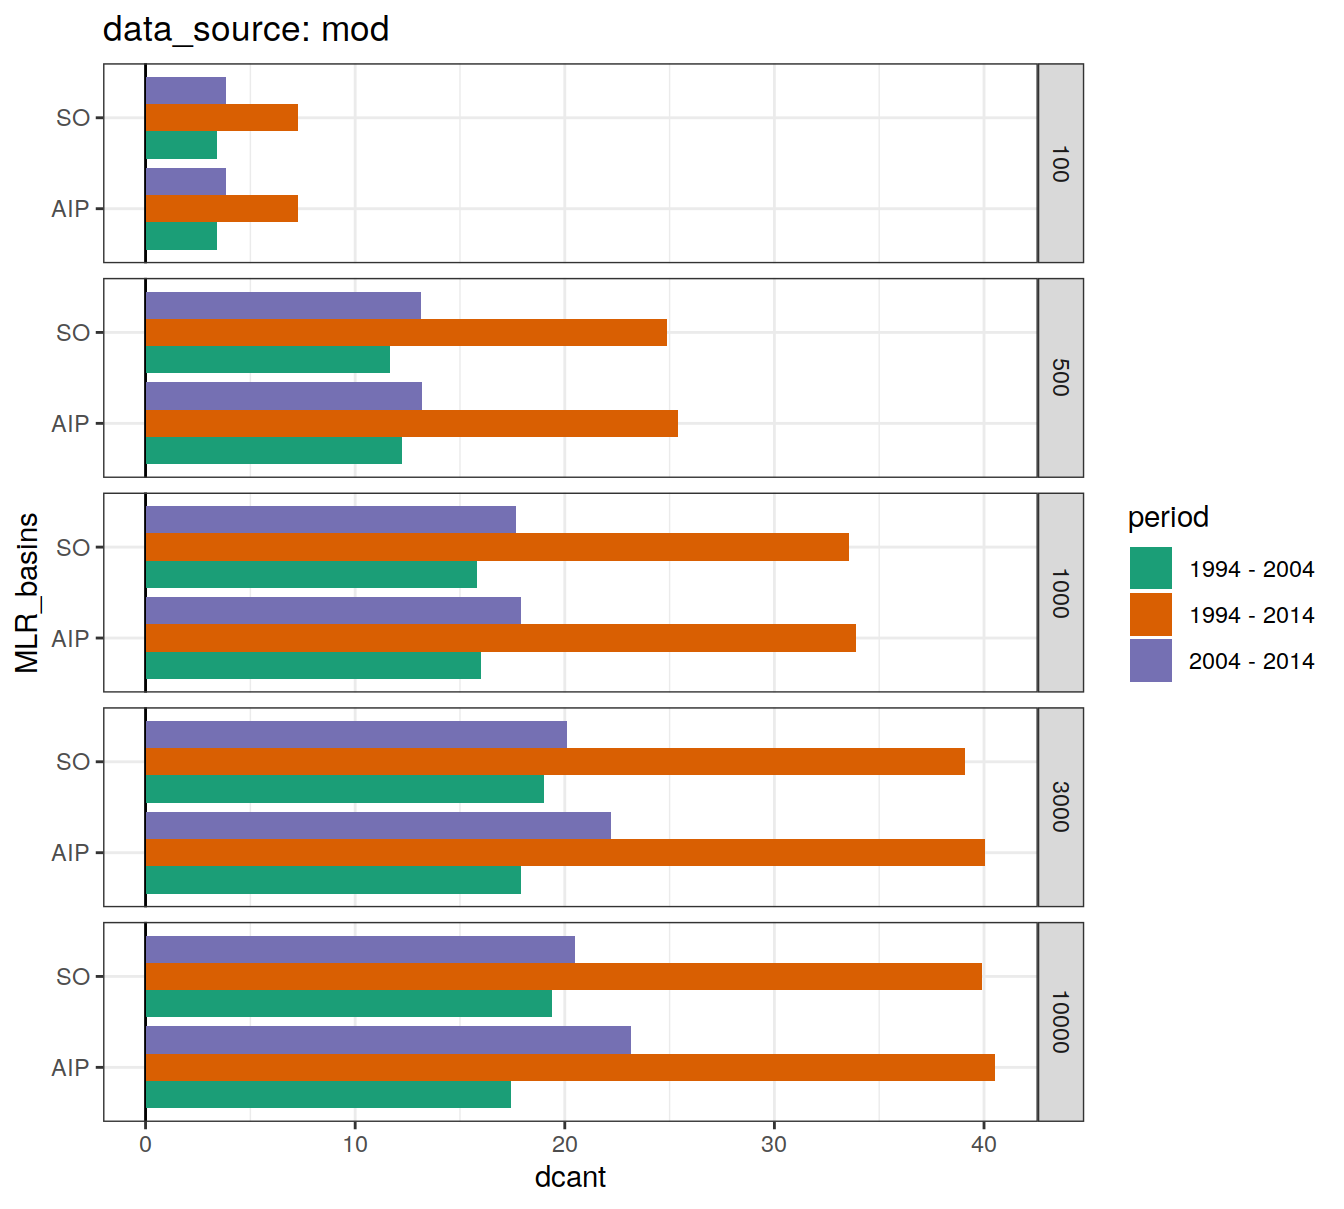 data_source: mod
SO
AIP
100
SO
AIP
500
MLR_basins
SO
AIP
1000
SO
AIP
3000
SO
AIP
10000
0 10 20 30 40
dcant
period
1994 - 2004
1994 - 2014
2004 - 2014